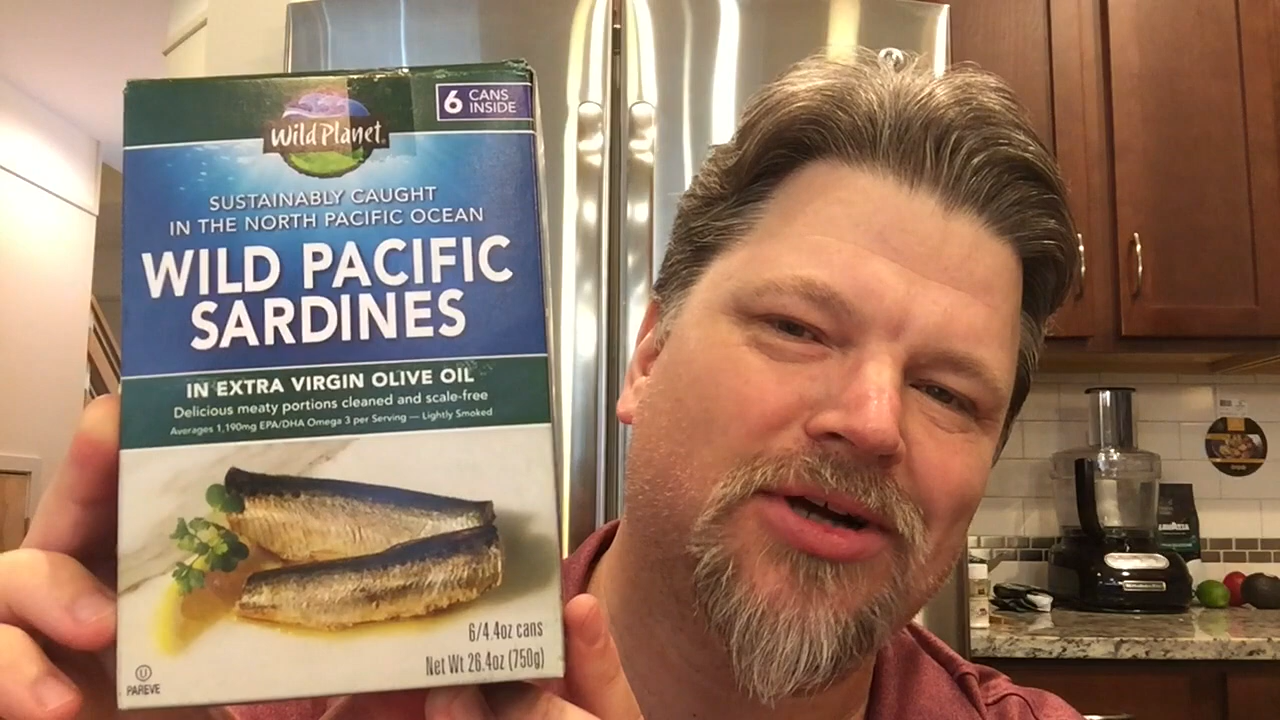 6 CANS
INSIDE
Wild Planet
SUSTAINABLY CAUGHT
IN THE NORTH PACIFIC OCEAN
WILD PACIFIC
SARDINES
IN EXTRA VIRGIN OLIVE OIL
Delicious meaty portions cleaned and scale-free
Averages 1,190mg EPA/DHA Omega 3 per Serving — Lightly Smoked
6/4.4oz cans
Net Wt 26.4oz (750g)
U
PAREVE
LAVAZZA